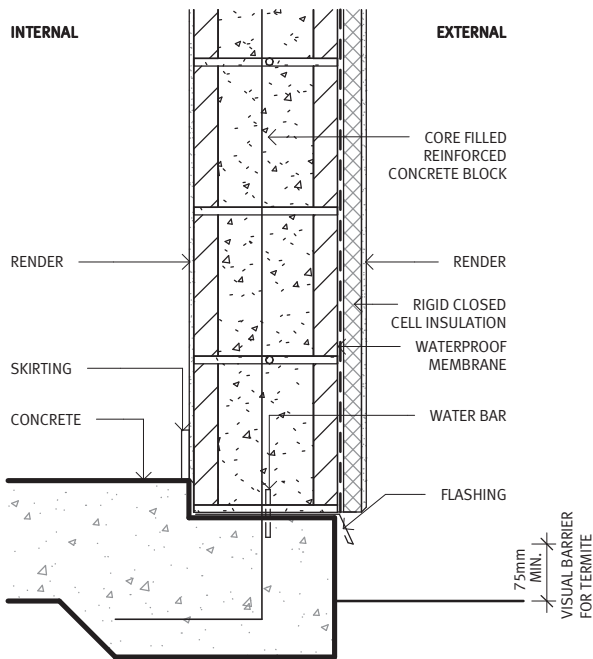 INTERNAL
EXTERNAL
CORE FILLED
REINFORCED
CONCRETE BLOCK
RENDER
RENDER
RIGID CLOSED
CELL INSULATION
WATERPROOF
MEMBRANE
SKIRTING
CONCRETE
WATER BAR
FLASHING
75mm
MIN.
VISUAL BARRIER
FOR TERMITE